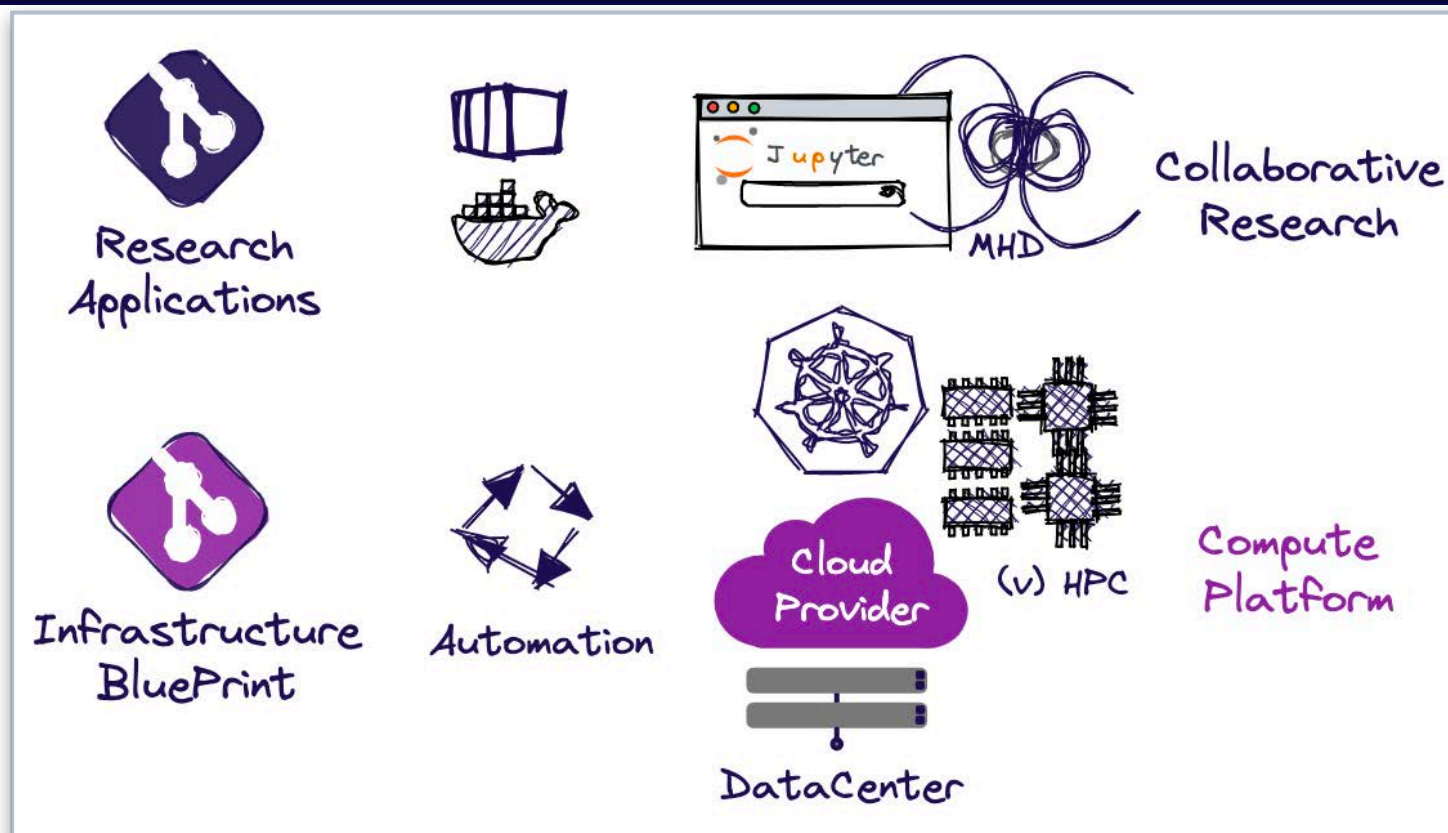 Research
Applications
Jupyter
MHD
Collaborative
Research
Infrastructure
BluePrint
Automation
Cloud
Provider
(v) HPC
Compute
Platform
DataCenter